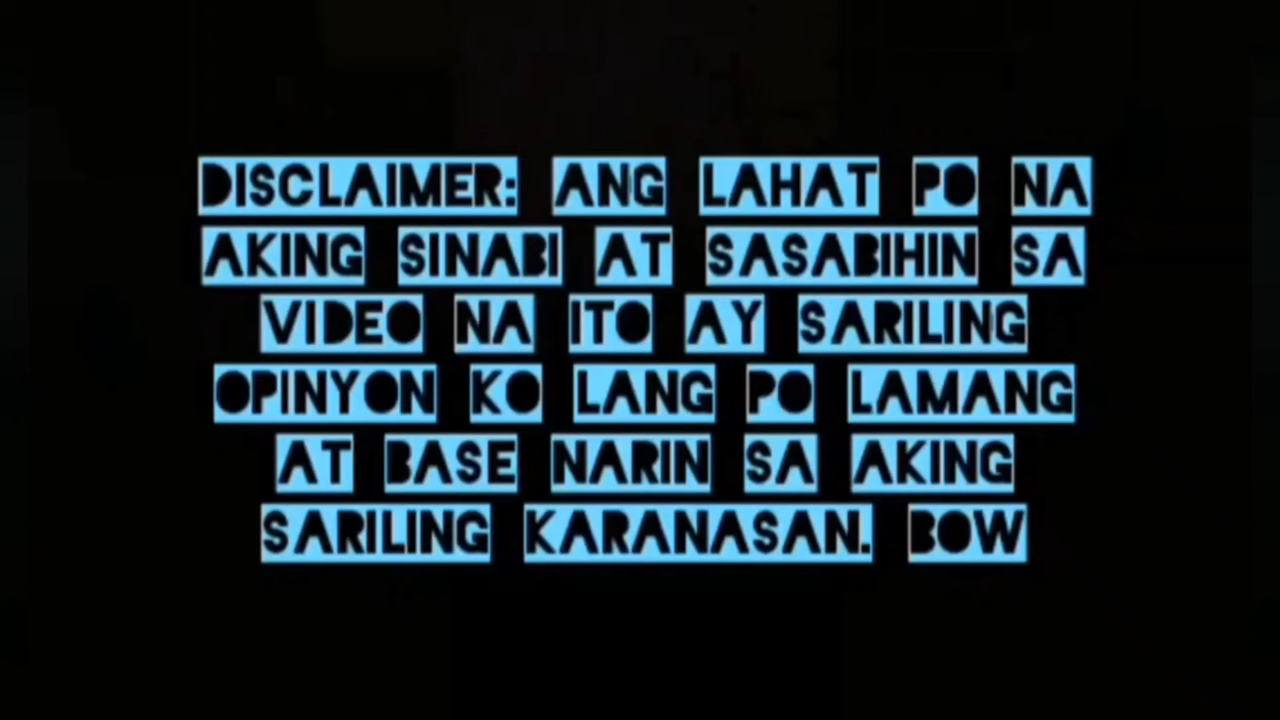 DISCLAIMER: ANG LAHAT PO NA
AKING SINABI AT SASABIHIN SA
VIDEO NA ITO AY SARILING
OPINYON KO LANG PO LAMANG
AT BASE NARIN SA AKING
SARILING KARANASAN. BOW